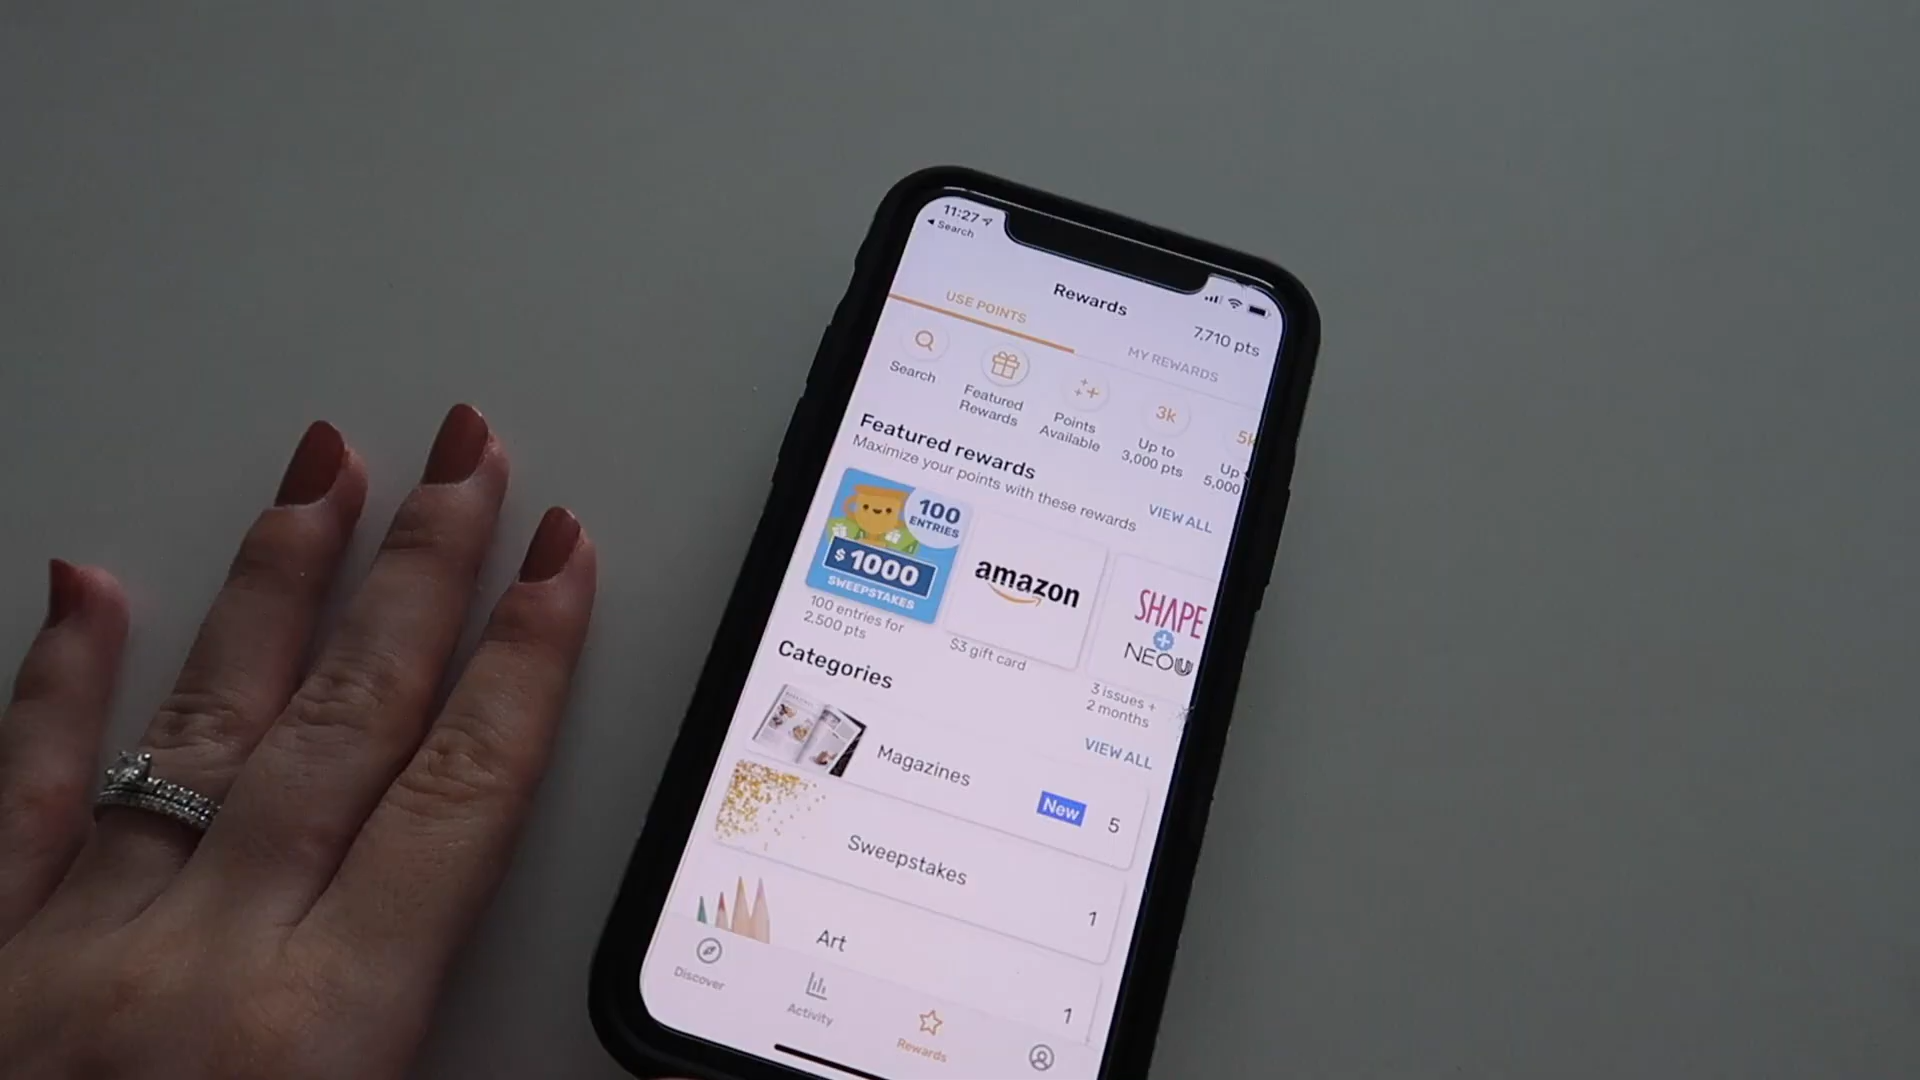 11:27
Search
Rewards
7,710 pts
USE POINTS
MY REWARDS
Search
Featured
Rewards
Points
Available
3k
Up to
3,000 pts
5k
Up
5,000
Featured rewards
Maximize your points with these rewards
VIEW ALL
100
ENTRIES
$1000
SWEEPSTAKES
100 entries for
2,500 pts
amazon
$3 gift card
SHAPE
NEOU
3 issues +
2 months
Categories
VIEW ALL
Magazines
New
5
Sweepstakes
1
Art
1
Discover
Activity
Rewards